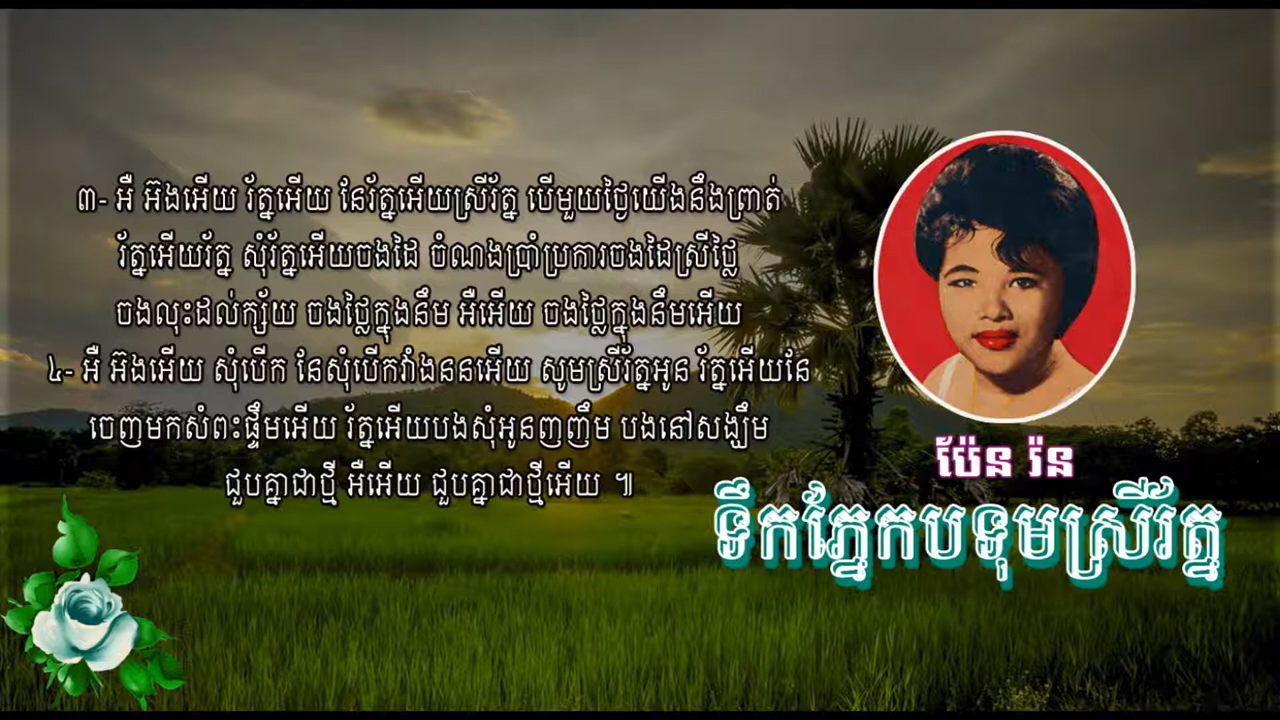 ៣- អឺ អ៊ងអើយ រ័ត្នអើយ នែរ័ត្នអើយស្រីរ័ត្ន បើមួយថ្ងៃយើងនឹងព្រាត់
រ័ត្នអើយរ័ត្ន សុំរ័ត្នអើយចងដៃ ចំណងប្រាំប្រការចងដៃស្រីថ្លៃ
ចងលុះដល់ក្ស័យ ចងថ្លៃក្នុងនឹម អឺអើយ ចងថ្លៃក្នុងនឹមអើយ
៤- អឺ អ៊ងអើយ សុំបើក នែសុំបើកវាំងននអើយ សូមស្រីរ័ត្នអូន រ័ត្នអើយនែ
ចេញមកសំពះផ្ទឹមអើយ រ័ត្នអើយបងសុំអូនញញឹម បងនៅសង្ឃឹម
ជួបគ្នាជាថ្មី អឺអើយ ជួបគ្នាជាថ្មីអើយ ៕
ប៉ែន រ៉ន
ទឹកភ្នែកបទុមស្រីរ័ត្ន